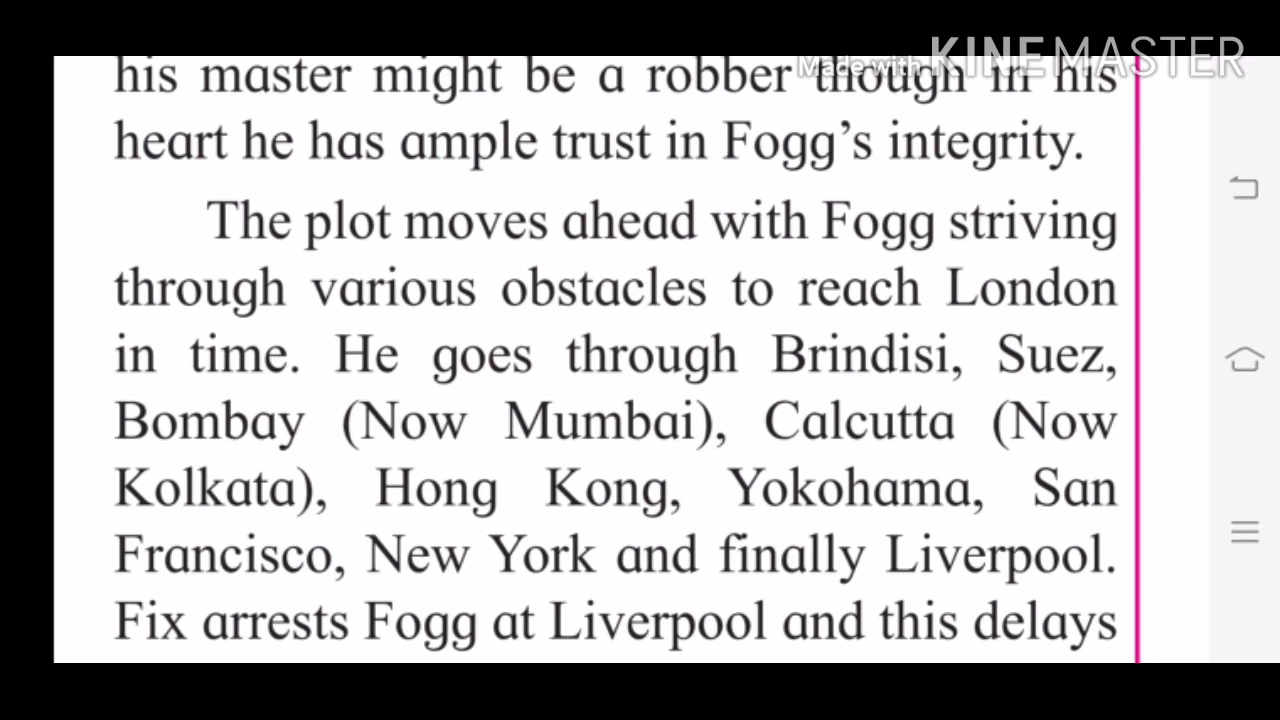 Made with KINEMASTER
his master might be a robber though in his
heart he has ample trust in Fogg's integrity.
The plot moves ahead with Fogg striving
through various obstacles to reach London
in time. He goes through Brindisi, Suez,
Bombay (Now Mumbai), Calcutta (Now
Kolkata), Hong Kong, Yokohama, San
Francisco, New York and finally Liverpool.
Fix arrests Fogg at Liverpool and this delays